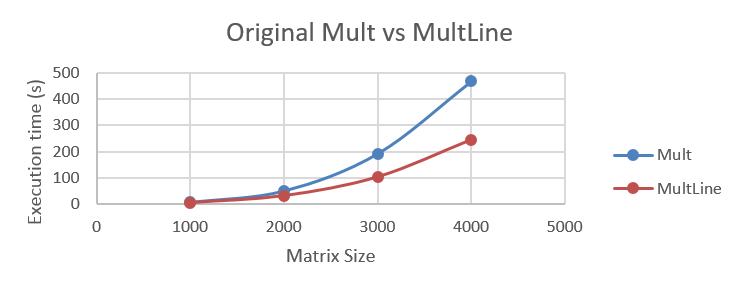 Original Mult vs MultLine
Execution time (s)
500
400
300
200
100
0
0 1000 2000 3000 4000 5000
Matrix Size
Mult
MultLine